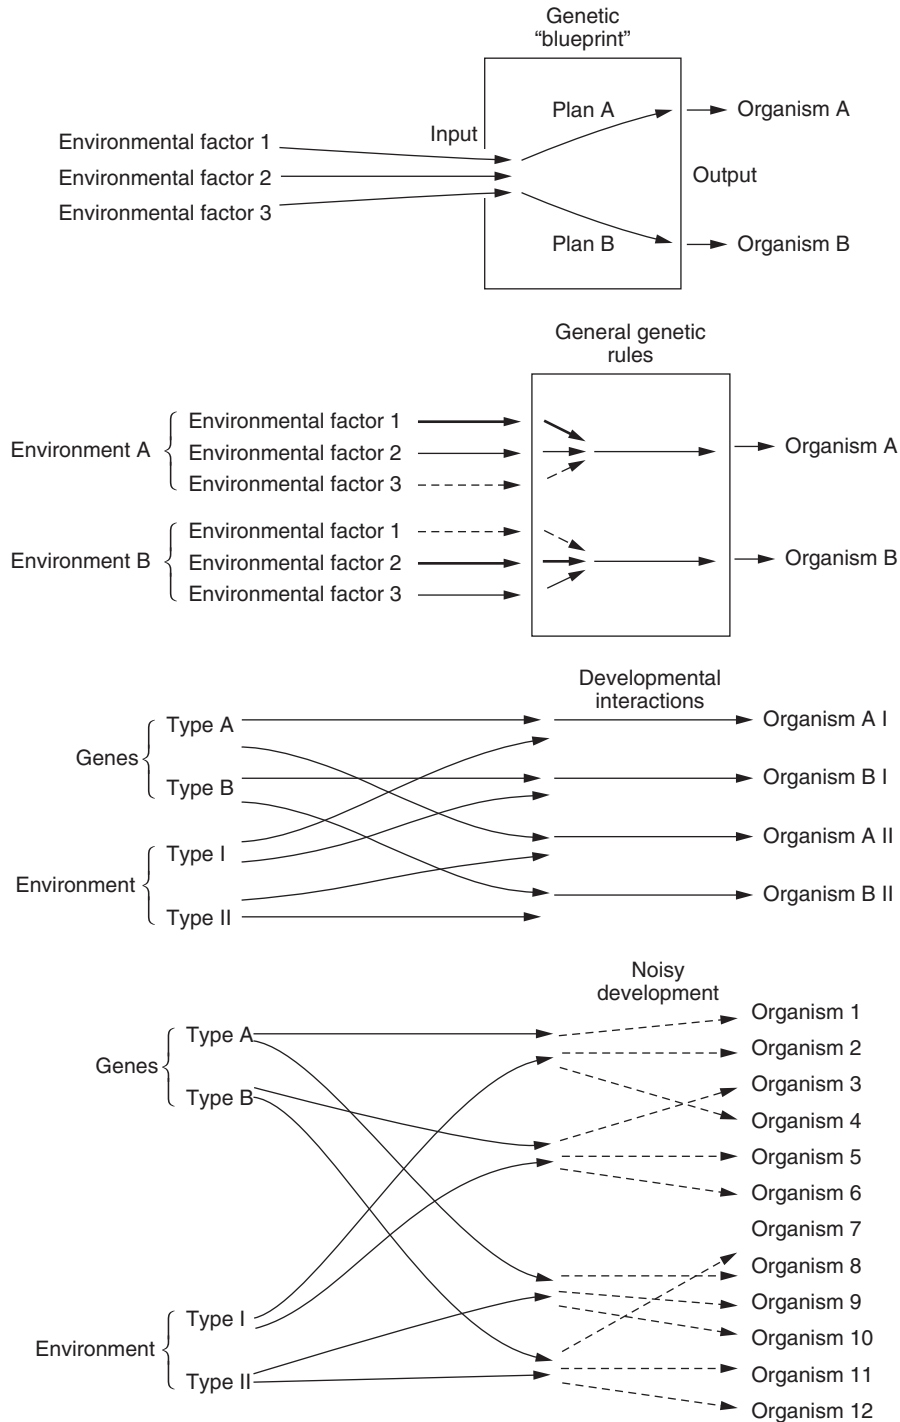 Genetic
“blueprint”
Plan A
Organism A
Input
Environmental factor 1
Environmental factor 2
Output
Environmental factor 3
Plan B
Organism B
General genetic
rules
Environmental factor 1
Environment A
Environmental factor 2
Organism A
Environmental factor 3
Environmental factor 1
Environment B
Environmental factor 2
Organism B
Environmental factor 3
Developmental
interactions
Type A
Organism A I
Genes
Type B
Organism B I
Organism A II
Type I
Environment
Organism B II
Type II
Noisy
development
Organism 1
Type A
Organism 2
Genes
Organism 3
Type B
Organism 4
Organism 5
Organism 6
Organism 7
Organism 8
Organism 9
Type I
Organism 10
Environment
Organism 11
Type II
Organism 12